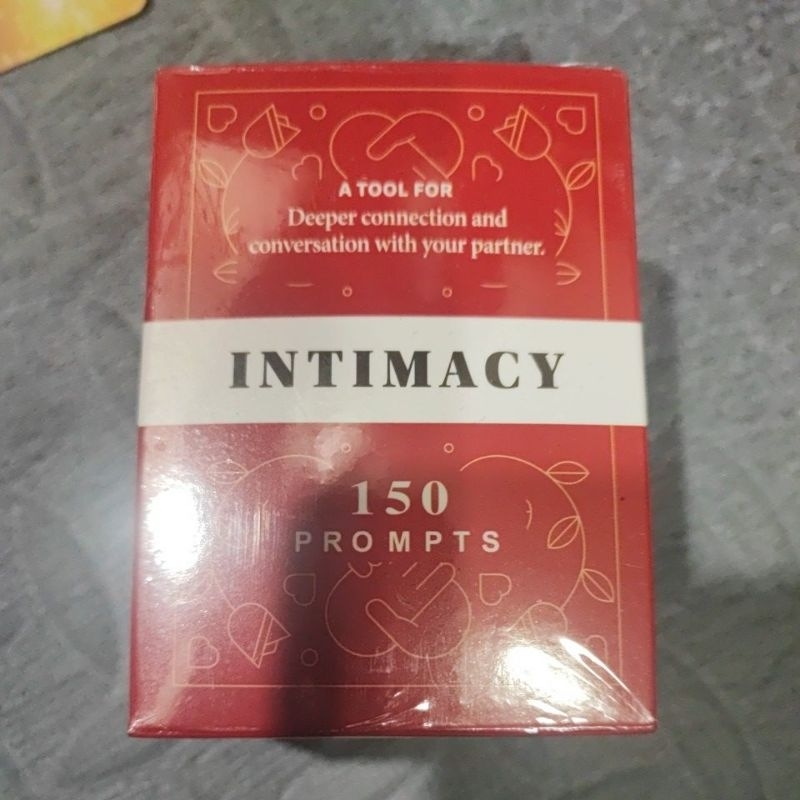 A TOOL FOR
Deeper connection and
conversation with your partner.
INTIMACY
150
PROMPTS